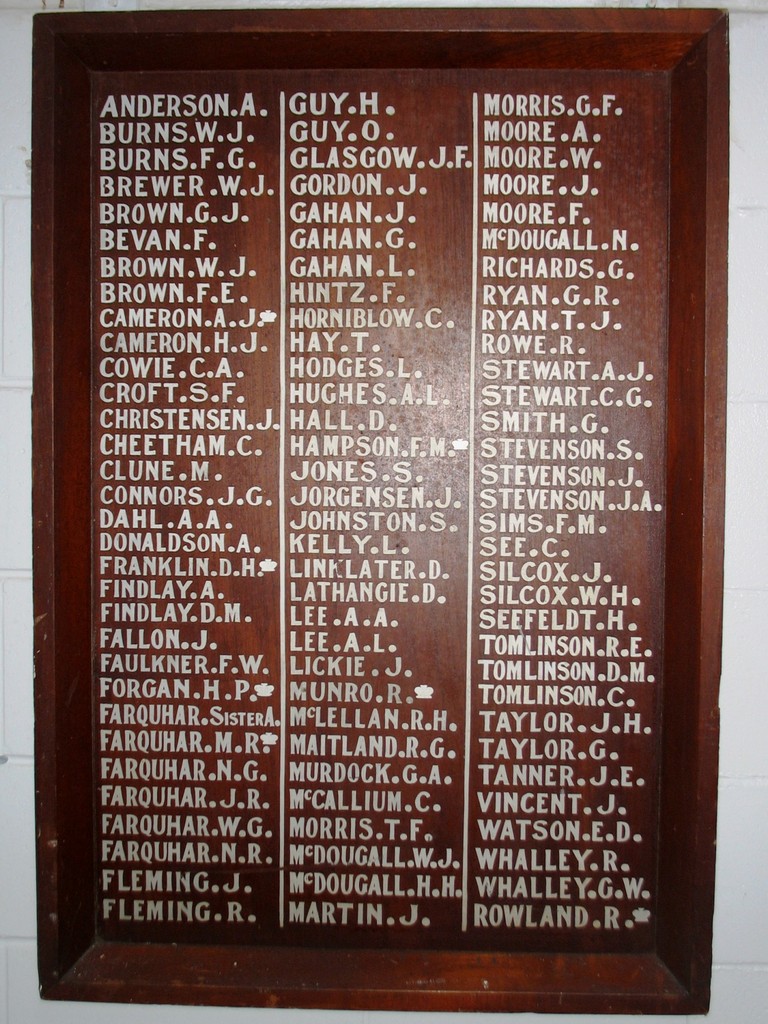 ANDERSON.A.
BURNS.W.J.
BURNS.F.G.
BREWER.W.J.
BROWN.G.J.
BEVAN.F.
BROWN.W.J.
BROWN.F.E.
CAMERON.A.J.
CAMERON.H.J.
COWIE.C.A.
CROFT.S.F.
CHRISTENSEN.J.
CHEETHAM.C.
CLUNE.M.
CONNORS.J.G.
DAHL.A.A.
DONALDSON.A.
FRANKLIN.D.H.
FINDLAY.A.
FINDLAY.D.M.
FALLON.J.
FAULKNER.F.W.
FORGAN.H.P.
FARQUHAR.SISTER A.
FARQUHAR.M.R.
FARQUHAR.N.G.
FARQUHAR.J.R.
FARQUHAR.W.G.
FARQUHAR.N.R.
FLEMING.J.
FLEMING.R.
GUY.H.
GUY.O.
GLASGOW.J.F.
GORDON.J.
GAHAN.J.
GAHAN.G.
GAHAN.L.
HINTZ.F.
HORNIBLOW.C.
HAY.T.
HODGES.L.
HUGHES.A.L.
HALL.D.
HAMPSON.F.M.
JONES.S.
JORGENSEN.J.
JOHNSTON.S.
KELLY.L.
LINKLATER.D.
LATHANGIE.D.
LEE.A.A.
LEE.A.L.
LICKIE.J.
MUNRO.R.
McLELLAN.R.H.
MAITLAND.R.G.
MURDOCK.G.A.
McCALLIUM.C.
MORRIS.T.F.
McDOUGALL.W.J.
McDOUGALL.H.H.
MARTIN.J.
MORRIS.G.F.
MOORE.A.
MOORE.W.
MOORE.J.
MOORE.F.
McDOUGALL.N.
RICHARDS.G.
RYAN.G.R.
RYAN.T.J.
ROWE.R.
STEWART.A.J.
STEWART.C.G.
SMITH.G.
STEVENSON.S.
STEVENSON.J.
STEVENSON.J.A.
SIMS.F.M.
SEE.C.
SILCOX.J.
SILCOX.W.H.
SEEFELDT.H.
TOMLINSON.R.E.
TOMLINSON.D.M.
TOMLINSON.C.
TAYLOR.J.H.
TAYLOR.G.
TANNER.J.E.
VINCENT.J.
WATSON.E.D.
WHALLEY.R.
WHALLEY.G.W.
ROWLAND.R.